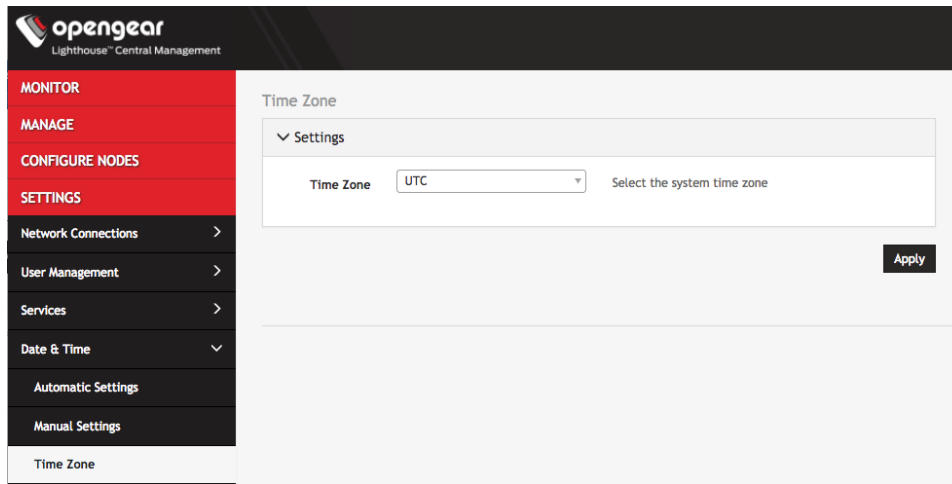 opengear
Lighthouse™ Central Management
MONITOR
MANAGE
CONFIGURE NODES
SETTINGS
Network Connections
User Management
Services
Date & Time
Automatic Settings
Manual Settings
Time Zone
Time Zone
Settings
Time Zone UTC Select the system time zone
Apply